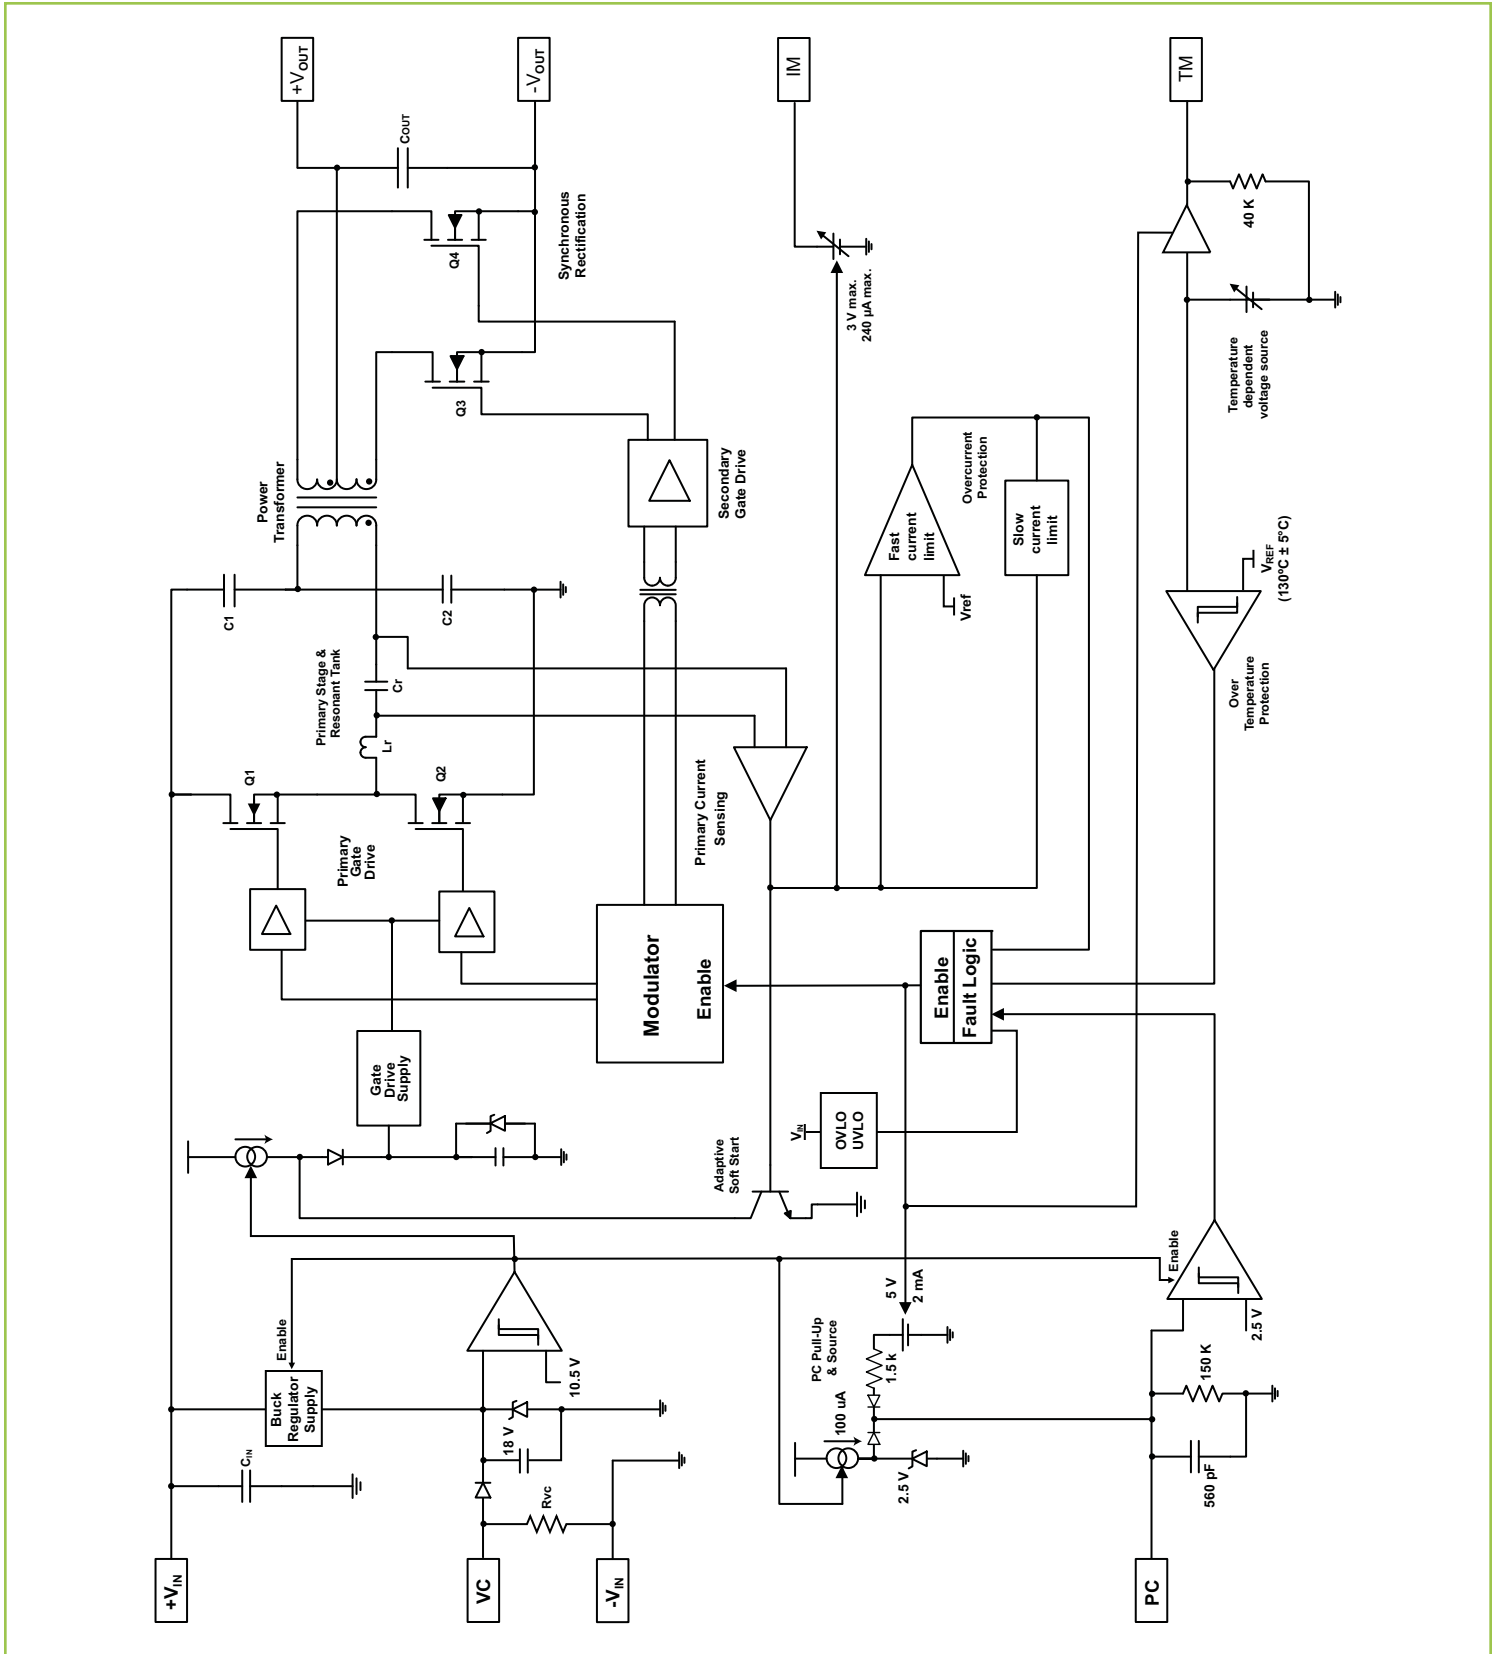 +VIN
CIN
Buck
Regulator
Supply
Enable
VC
Rvc
18 V
10.5 V
-VIN
Gate
Drive
Supply
Primary
Gate
Drive
Q1
Q2
Lr
Cr
Primary Stage &
Resonant Tank
C1
C2
Power
Transformer
+VOUT
-VOUT
COUT
Q4
Q3
Synchronous
Rectification
Secondary
Gate Drive
Modulator
Enable
Primary Current
Sensing
Adaptive
Soft Start
VIN
OVLO
UVLO
Enable
Fault Logic
Fast
current
limit
Vref
Slow
current
limit
Overcurrent
Protection
IM
3 V max.
240 µA max.
TM
40 K
Temperature
dependent
voltage source
VREF
(130ºC ± 5ºC)
Over
Temperature
Protection
PC Pull-Up
& Source
100 uA
2.5 V
1.5 k
5 V
2 mA
Enable
2.5 V
150 K
560 pF
PC